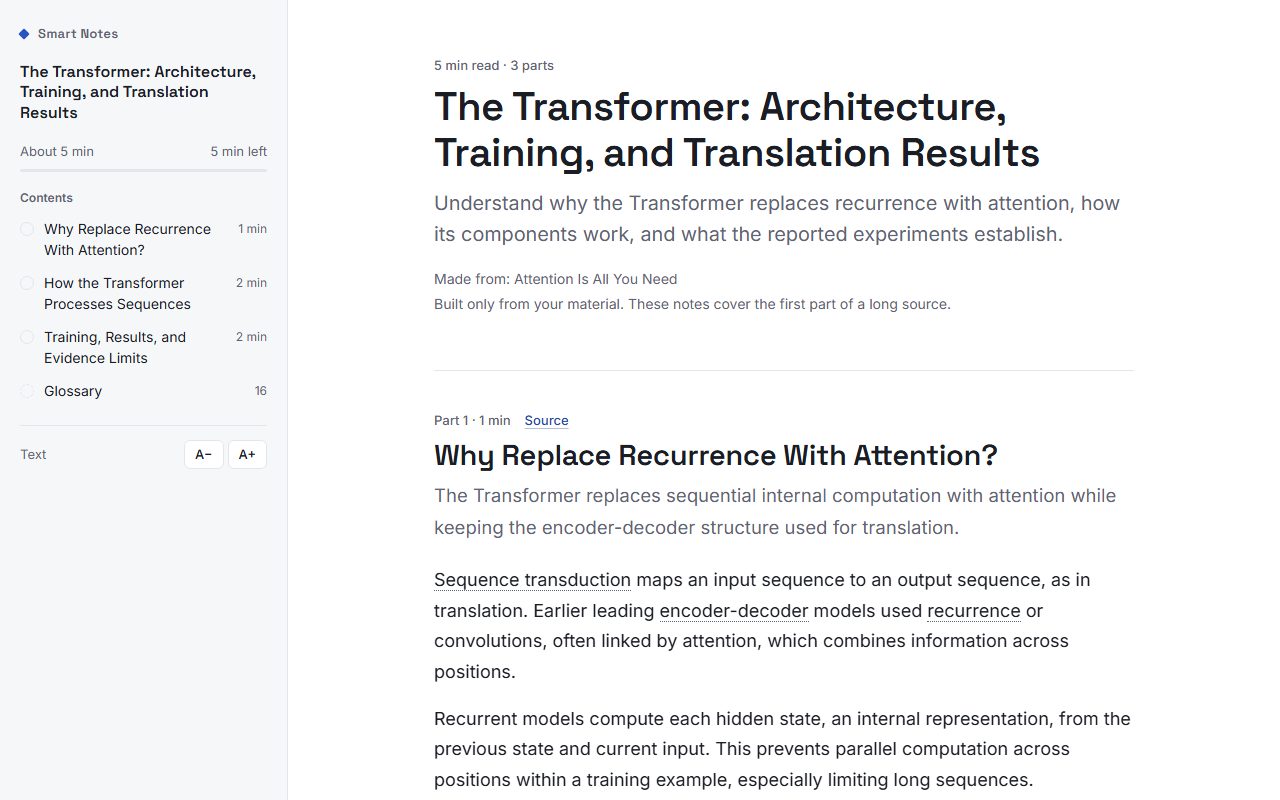 Smart Notes
The Transformer: Architecture,
Training, and Translation
Results
About 5 min 5 min left
Contents
Why Replace Recurrence 1 min
With Attention?
How the Transformer 2 min
Processes Sequences
Training, Results, and 2 min
Evidence Limits
Glossary 16
Text A− A+
5 min read · 3 parts
The Transformer: Architecture,
Training, and Translation Results
Understand why the Transformer replaces recurrence with attention, how
its components work, and what the reported experiments establish.
Made from: Attention Is All You Need
Built only from your material. These notes cover the first part of a long source.
Part 1 · 1 min Source
Why Replace Recurrence With Attention?
The Transformer replaces sequential internal computation with attention while
keeping the encoder-decoder structure used for translation.
Sequence transduction maps an input sequence to an output sequence, as in
translation. Earlier leading encoder-decoder models used recurrence or
convolutions, often linked by attention, which combines information across
positions.
Recurrent models compute each hidden state, an internal representation, from the
previous state and current input. This prevents parallel computation across
positions within a training example, especially limiting long sequences.